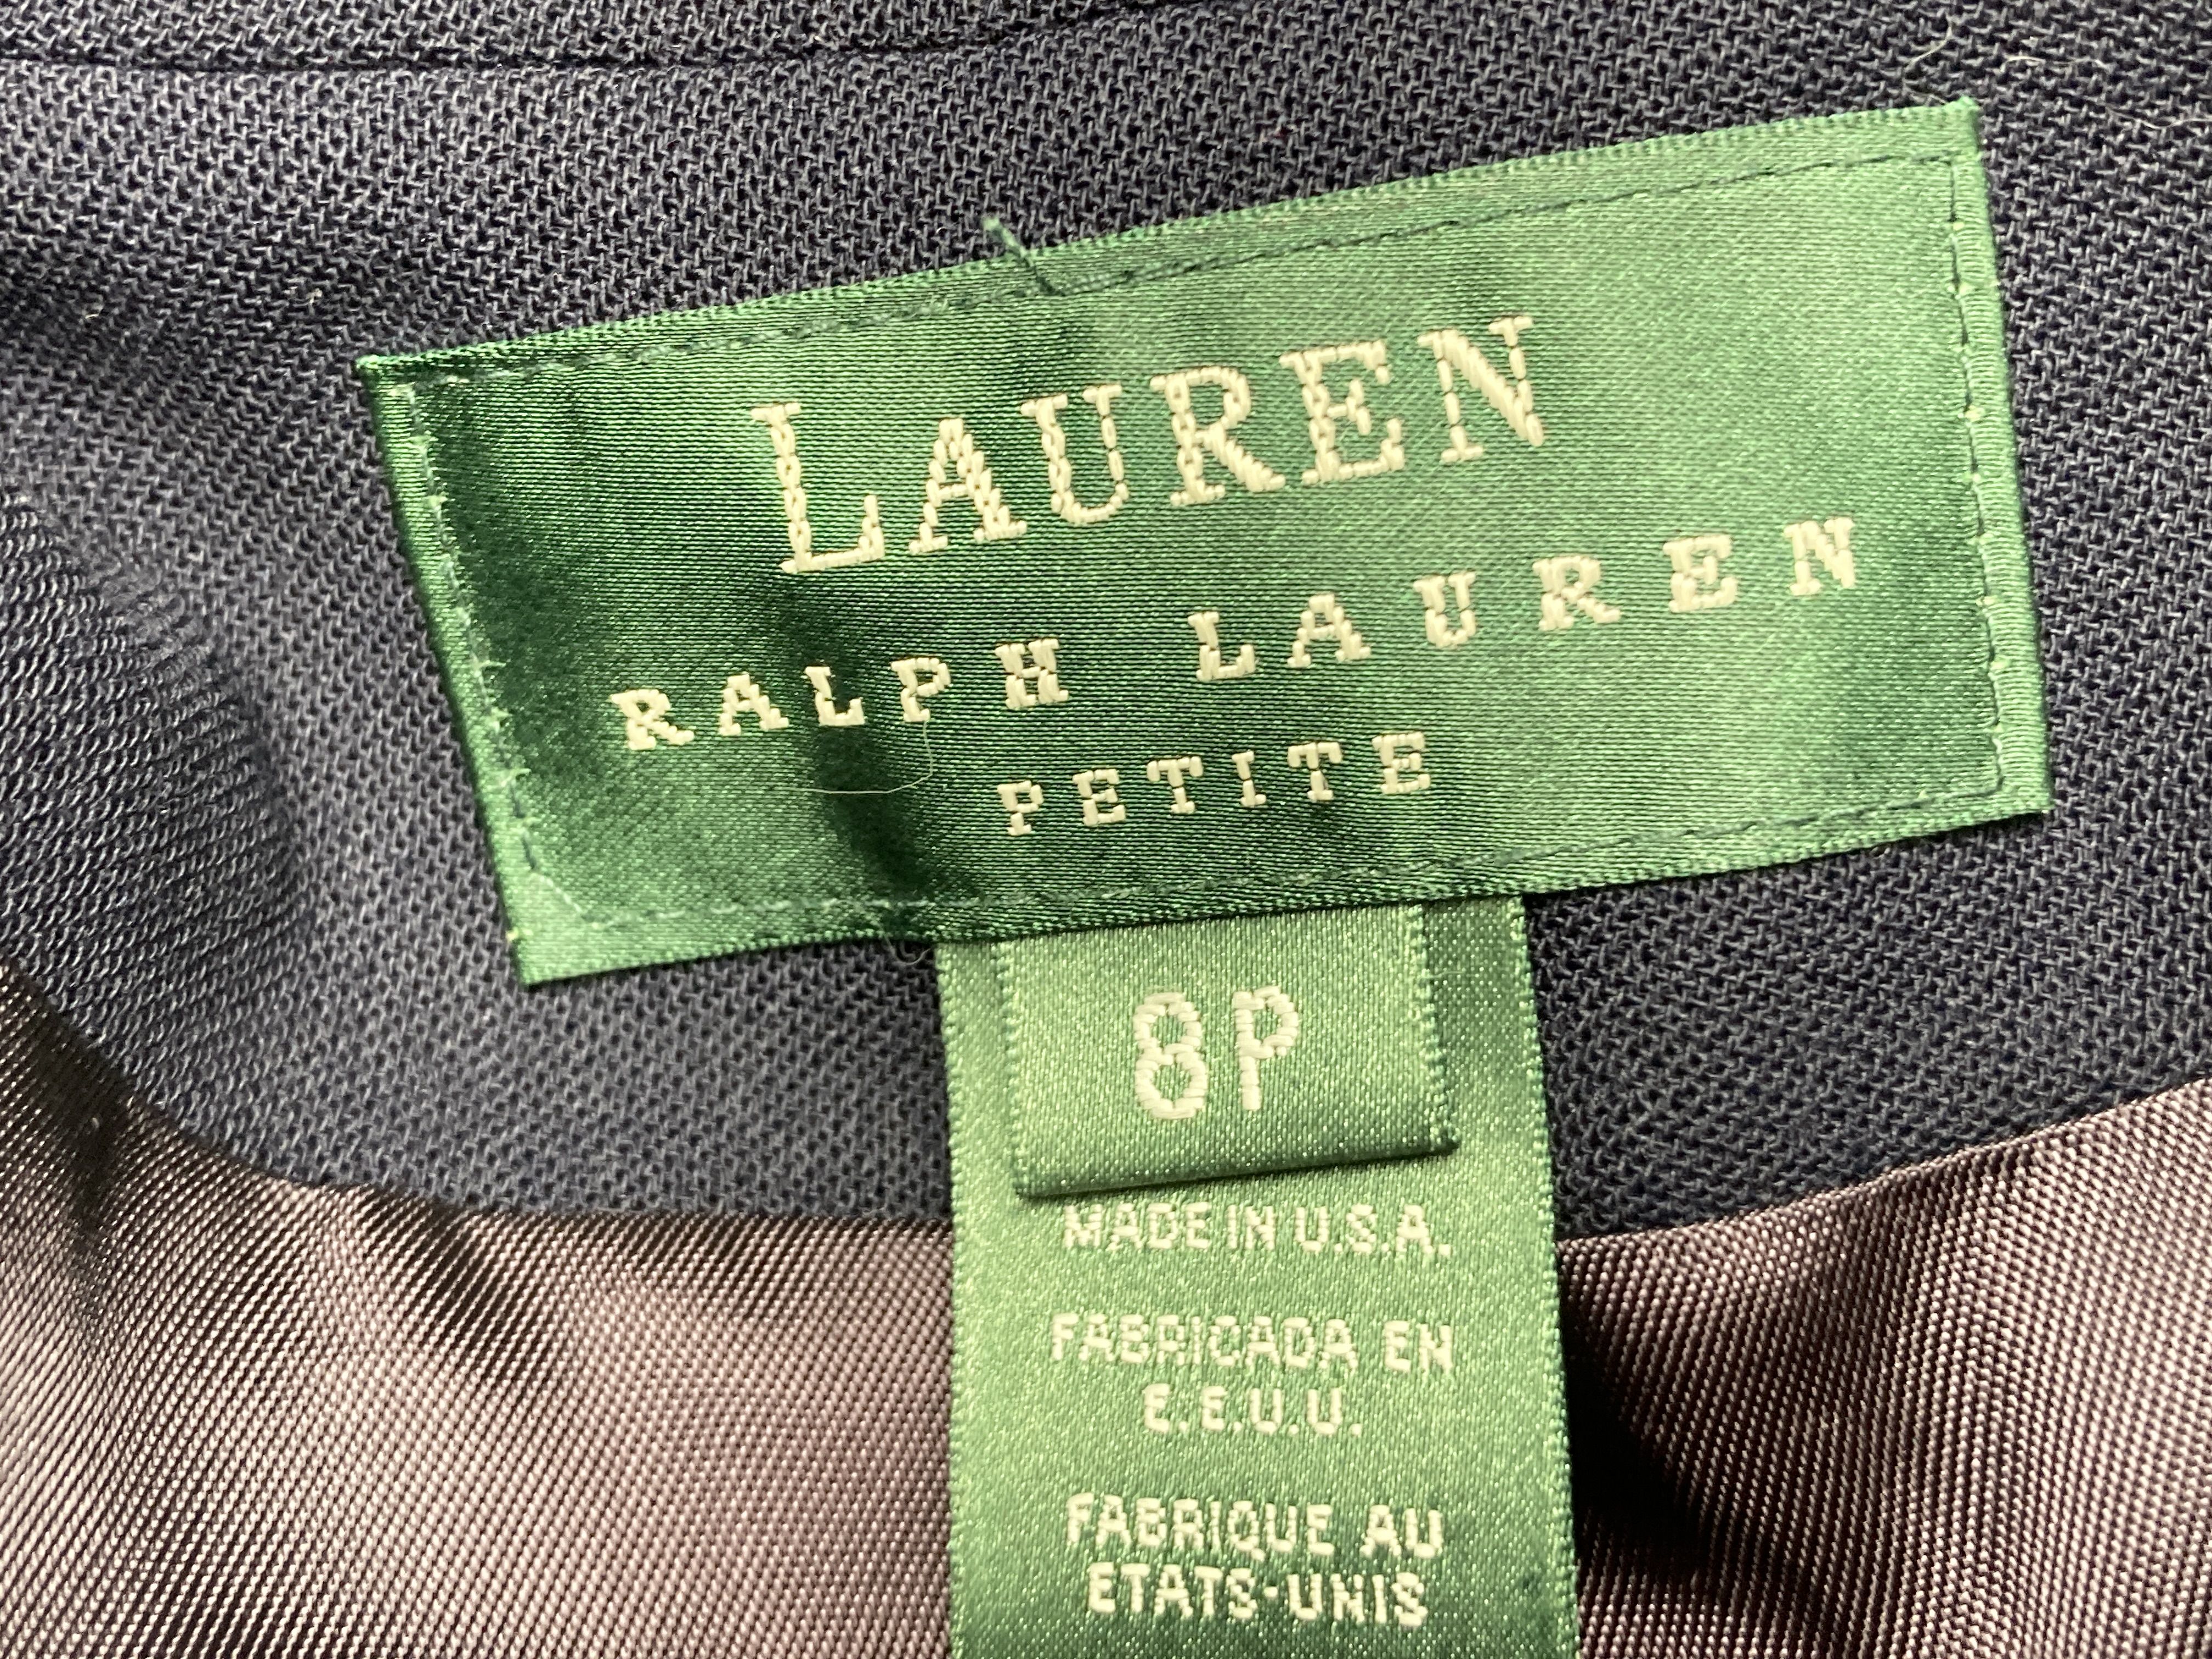 LAUREN
RALPH LAUREN
PETITE
8P
MADE IN U.S.A.
FABRICADA EN
E.E.U.U.
FABRIQUE AU
ETATS-UNIS